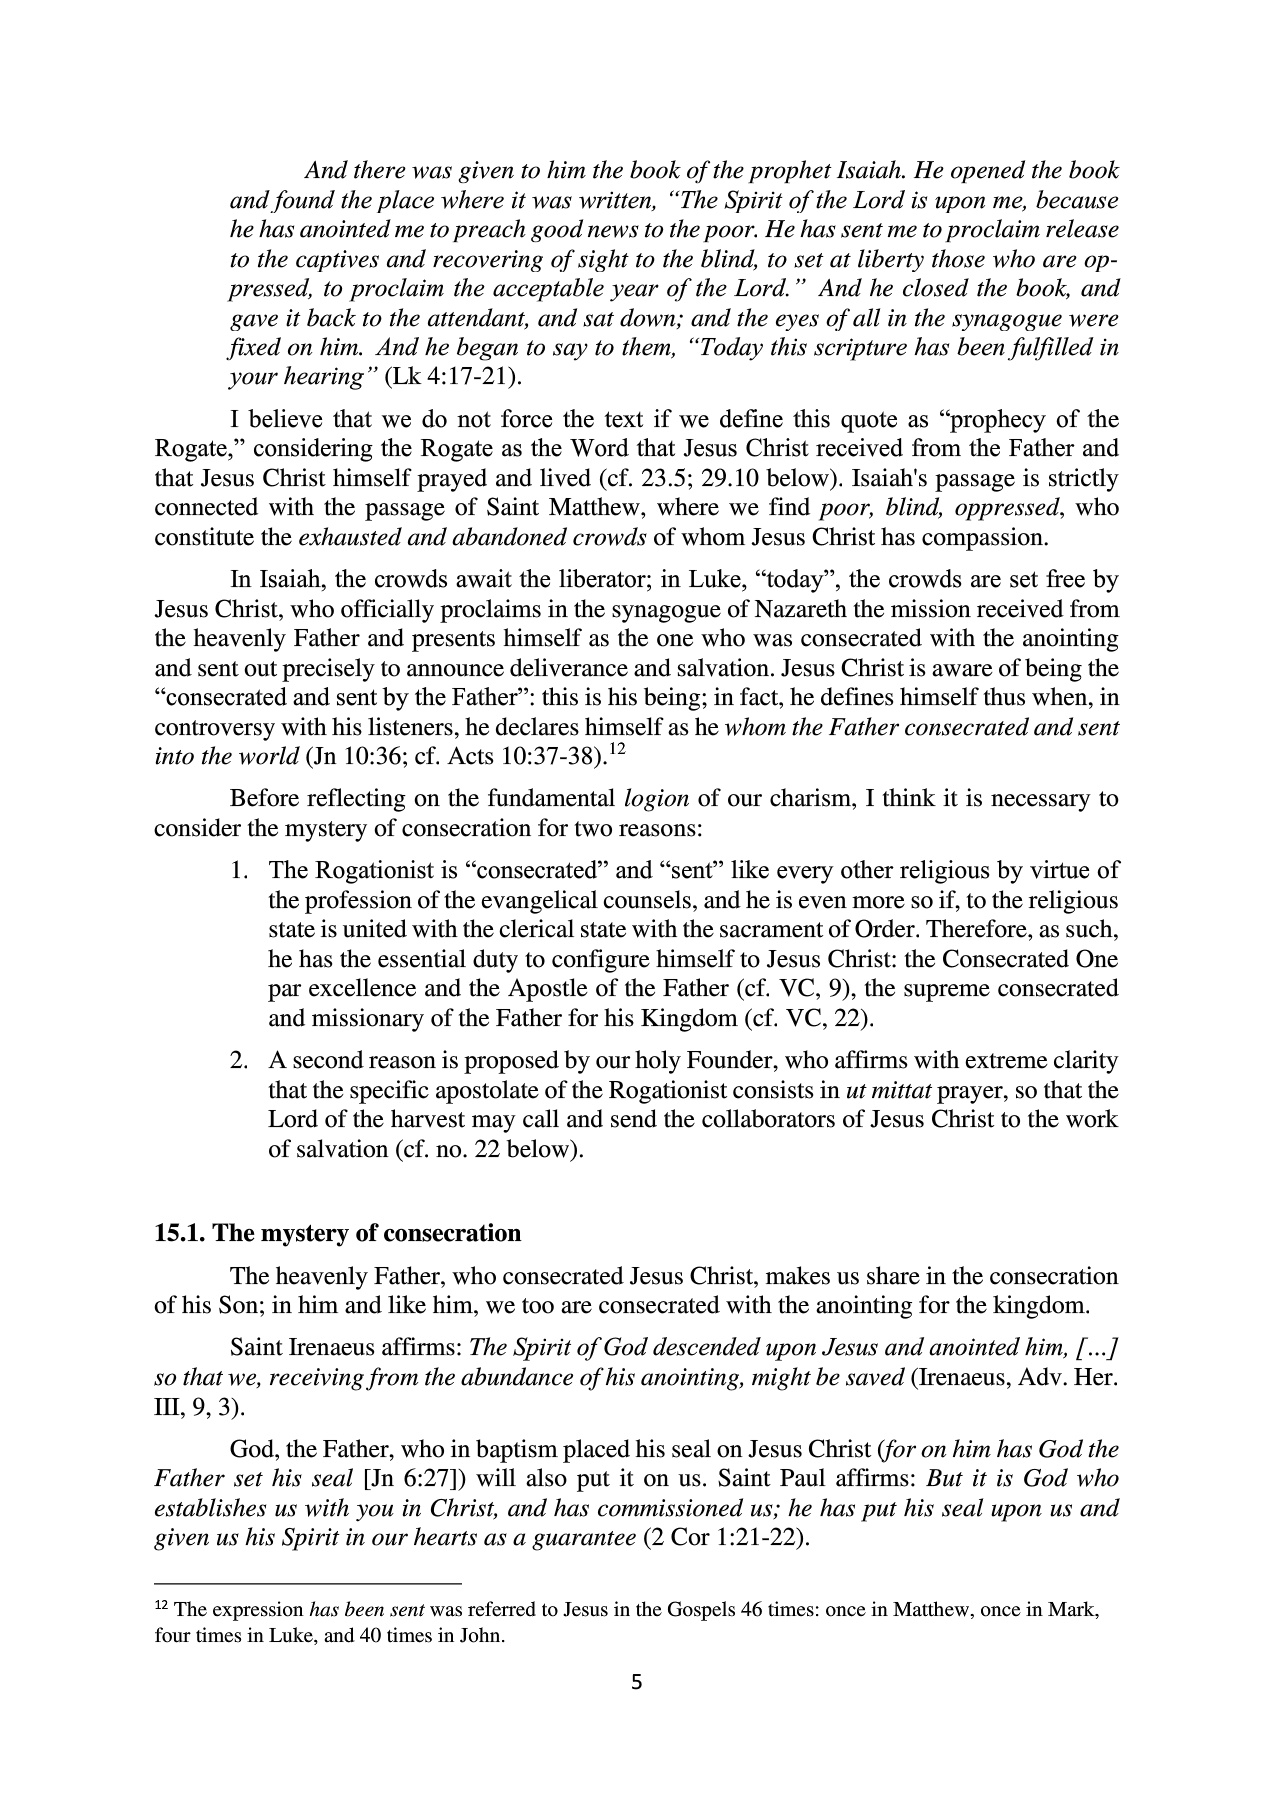 And there was given to him the book of the prophet Isaiah. He opened the book
and found the place where it was written, “The Spirit of the Lord is upon me, because
he has anointed me to preach good news to the poor. He has sent me to proclaim release
to the captives and recovering of sight to the blind, to set at liberty those who are op-
pressed, to proclaim the acceptable year of the Lord.” And he closed the book, and
gave it back to the attendant, and sat down; and the eyes of all in the synagogue were
fixed on him. And he began to say to them, “Today this scripture has been fulfilled in
your hearing” (Lk 4:17-21).
I believe that we do not force the text if we define this quote as “prophecy of the
Rogate,” considering the Rogate as the Word that Jesus Christ received from the Father and
that Jesus Christ himself prayed and lived (cf. 23.5; 29.10 below). Isaiah's passage is strictly
connected with the passage of Saint Matthew, where we find poor, blind, oppressed, who
constitute the exhausted and abandoned crowds of whom Jesus Christ has compassion.
In Isaiah, the crowds await the liberator; in Luke, “today”, the crowds are set free by
Jesus Christ, who officially proclaims in the synagogue of Nazareth the mission received from
the heavenly Father and presents himself as the one who was consecrated with the anointing
and sent out precisely to announce deliverance and salvation. Jesus Christ is aware of being the
“consecrated and sent by the Father”: this is his being; in fact, he defines himself thus when, in
controversy with his listeners, he declares himself as he whom the Father consecrated and sent
into the world (Jn 10:36; cf. Acts 10:37-38).12
Before reflecting on the fundamental logion of our charism, I think it is necessary to
consider the mystery of consecration for two reasons:
1. The Rogationist is “consecrated” and “sent” like every other religious by virtue of
the profession of the evangelical counsels, and he is even more so if, to the religious
state is united with the clerical state with the sacrament of Order. Therefore, as such,
he has the essential duty to configure himself to Jesus Christ: the Consecrated One
par excellence and the Apostle of the Father (cf. VC, 9), the supreme consecrated
and missionary of the Father for his Kingdom (cf. VC, 22).
2. A second reason is proposed by our holy Founder, who affirms with extreme clarity
that the specific apostolate of the Rogationist consists in ut mittat prayer, so that the
Lord of the harvest may call and send the collaborators of Jesus Christ to the work
of salvation (cf. no. 22 below).
15.1. The mystery of consecration
The heavenly Father, who consecrated Jesus Christ, makes us share in the consecration
of his Son; in him and like him, we too are consecrated with the anointing for the kingdom.
Saint Irenaeus affirms: The Spirit of God descended upon Jesus and anointed him, [...]
so that we, receiving from the abundance of his anointing, might be saved (Irenaeus, Adv. Her.
III, 9, 3).
God, the Father, who in baptism placed his seal on Jesus Christ (for on him has God the
Father set his seal [Jn 6:27]) will also put it on us. Saint Paul affirms: But it is God who
establishes us with you in Christ, and has commissioned us; he has put his seal upon us and
given us his Spirit in our hearts as a guarantee (2 Cor 1:21-22).
12 The expression has been sent was referred to Jesus in the Gospels 46 times: once in Matthew, once in Mark,
four times in Luke, and 40 times in John.
5